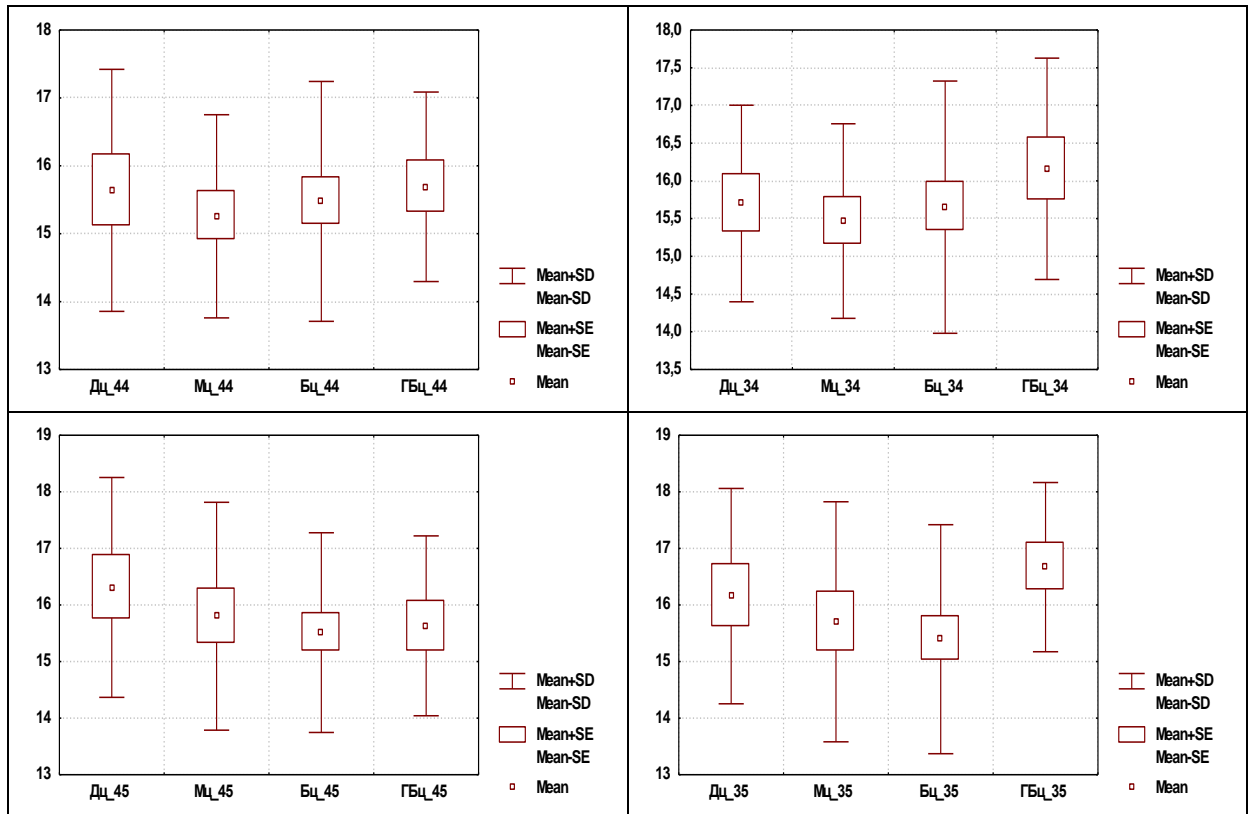 18
17
16
15
14
13
Дц_44 Мц_44 Бц_44 ГБц_44
Mean+SD
Mean-SD
Mean+SE
Mean-SE
Mean
18,0
17,5
17,0
16,5
16,0
15,5
15,0
14,5
14,0
13,5
Дц_34 Мц_34 Бц_34 ГБц_34
Mean+SD
Mean-SD
Mean+SE
Mean-SE
Mean
19
18
17
16
15
14
13
Дц_45 Мц_45 Бц_45 ГБц_45
Mean+SD
Mean-SD
Mean+SE
Mean-SE
Mean
19
18
17
16
15
14
13
Дц_35 Мц_35 Бц_35 ГБц_35
Mean+SD
Mean-SD
Mean+SE
Mean-SE
Mean